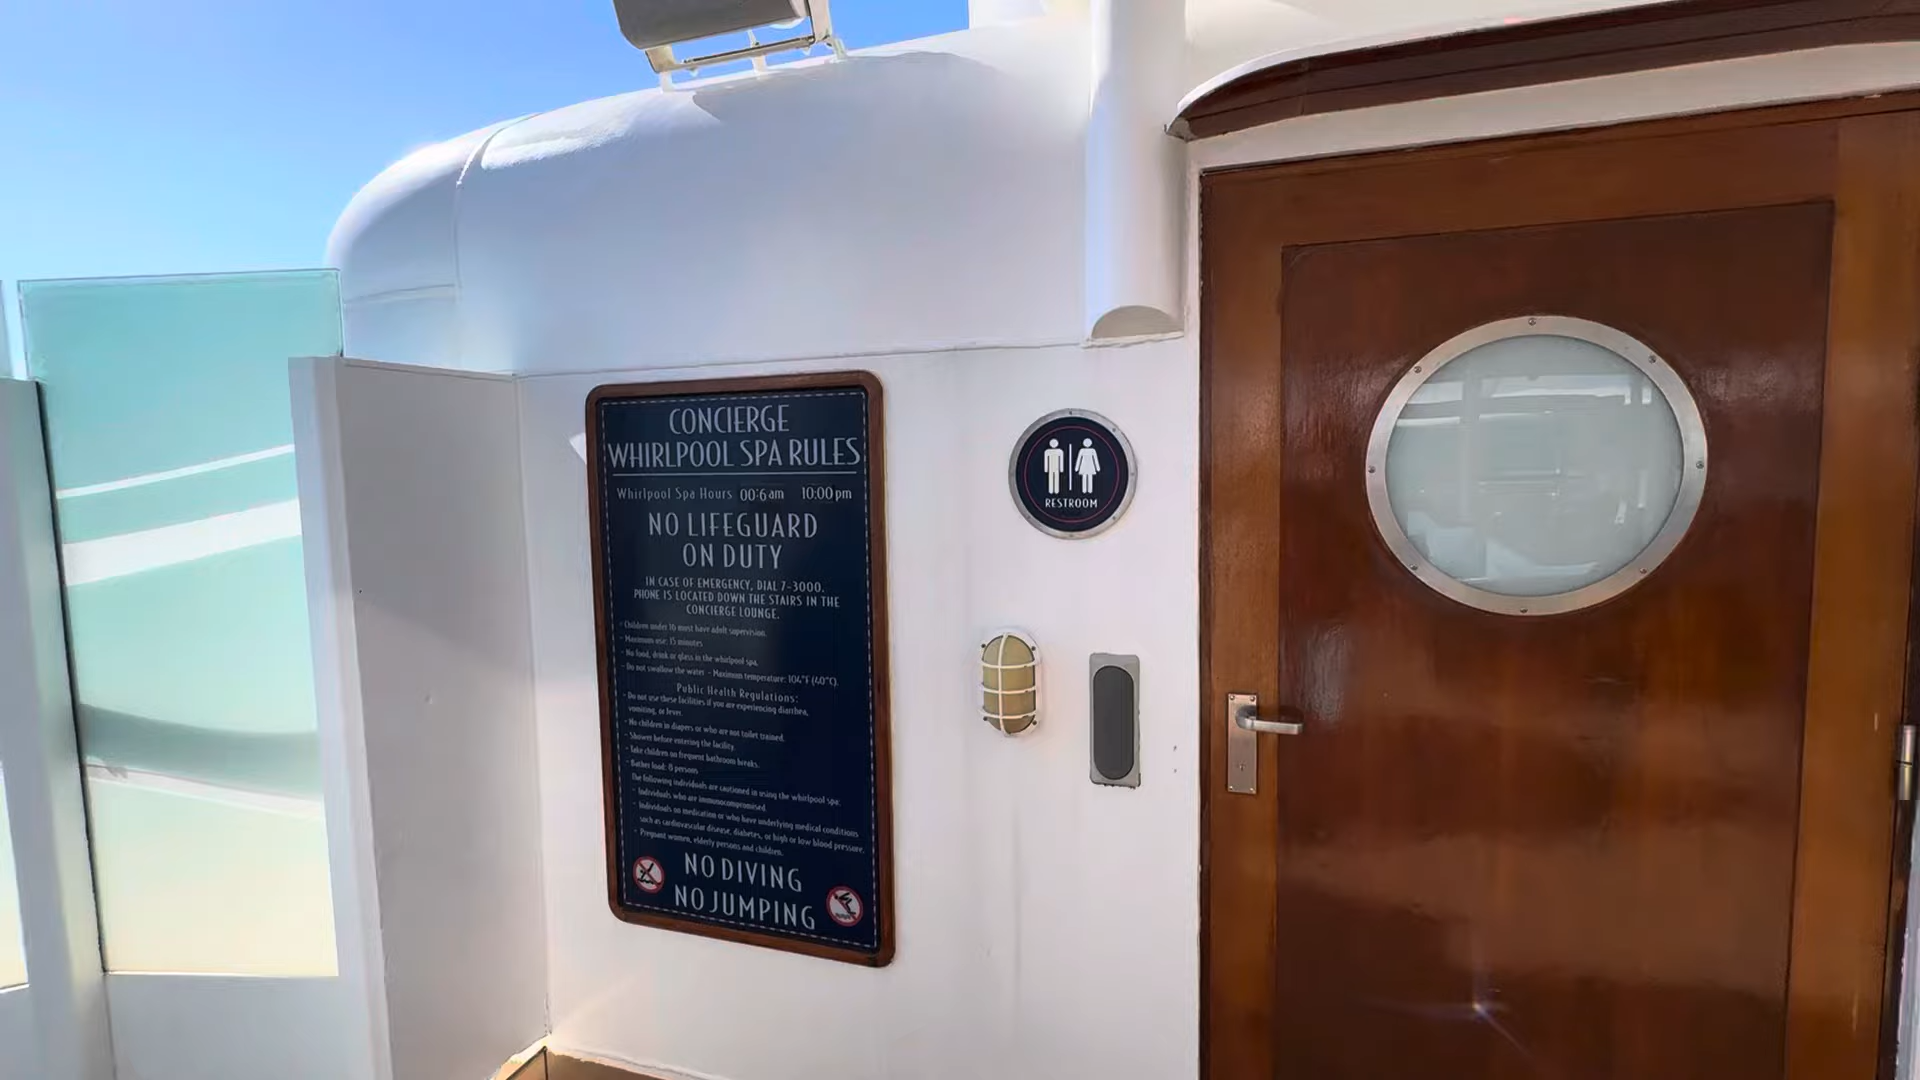 CONCIERGE
WHIRLPOOL SPA RULES
Whirlpool Spa Hours 00:6 am 10:00 pm
NO LIFEGUARD
ON DUTY
IN CASE OF EMERGENCY, DIAL 7-3000.
PHONE IS LOCATED DOWN THE STAIRS IN THE
CONCIERGE LOUNGE.
- Children under 16 must have adult supervision.
- Maximum use: 15 minutes
- No food, drink or glass in the whirlpool spa.
- Do not swallow the water - Maximum temperature: 104°F (40°C).
Public Health Regulations:
- Do not use these facilities if you are experiencing diarrhea,
vomiting, or fever.
- No children in diapers or who are not toilet trained.
- Shower before entering the facility.
- Take children on frequent bathroom breaks.
- Bather load: 8 persons
The following individuals are cautioned in using the whirlpool spa:
- Individuals who are immunocompromised.
- Individuals on medication or who have underlying medical conditions
such as cardiovascular disease, diabetes, or high or low blood pressure.
- Pregnant women, elderly persons and children.
NO DIVING
NO JUMPING
RESTROOM